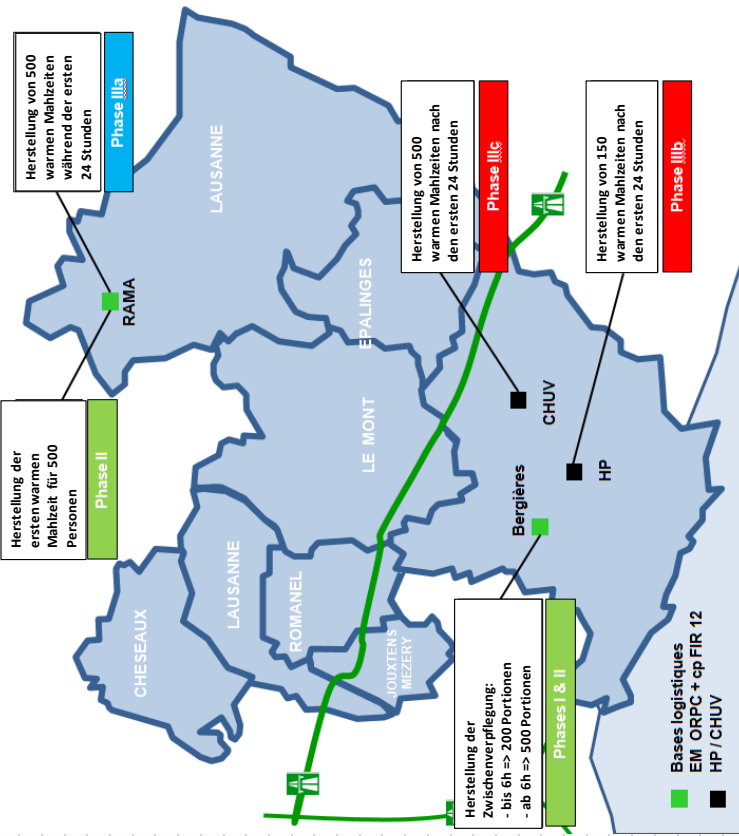 Herstellung der
ersten warmen
Mahlzeit für 500
Personen
Phase II
Herstellung von 500
warmen Mahlzeiten
während der ersten
24 Stunden
Phase IIIa
RAMA
LAUSANNE
CHESEAUX
LAUSANNE
ROMANEL
JOUXTENS
MEZERY
LE MONT
EPALINGES
Herstellung von 500
warmen Mahlzeiten nach
den ersten 24 Stunden
Phase IIIc
Herstellung von 150
warmen Mahlzeiten nach
den ersten 24 Stunden
Phase IIIb
CHUV
HP
Bergières
Herstellung der
Zwischenverpflegung:
- bis 6h => 200 Portionen
- ab 6h => 500 Portionen
Phases I & II
Bases logistiques
EM ORPC + cp FIR 12
HP / CHUV